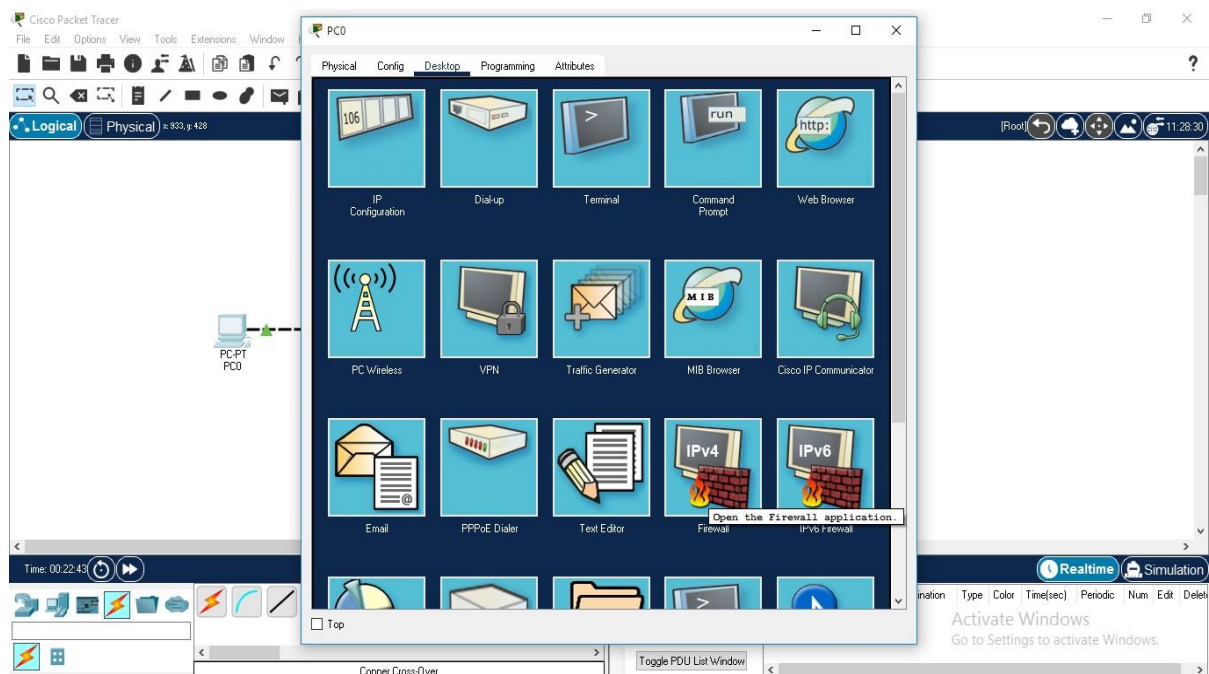 Cisco Packet Tracer
File Edit Options View Tools Extensions Window
PC0
Physical Config Desktop Programming Attributes
?
Logical Physical x: 933, y: 428
[Root] 11:28:30
106
>
run
http:
IP Configuration
Dial-up
Terminal
Command Prompt
Web Browser
MIB
PC Wireless
VPN
Traffic Generator
MIB Browser
Cisco IP Communicator
PC-PT
PC0
@
IPv4
IPv6
Email
PPPoE Dialer
Text Editor
Firewall
IPv6 Firewall
Open the Firewall application.
>
Time: 00:22:43
Realtime Simulation
Top
Type Color Time(sec) Periodic Num Edit
Activate Windows
Go to Settings to activate Windows.
Toggle PDU List Window
Copper Cross-Over